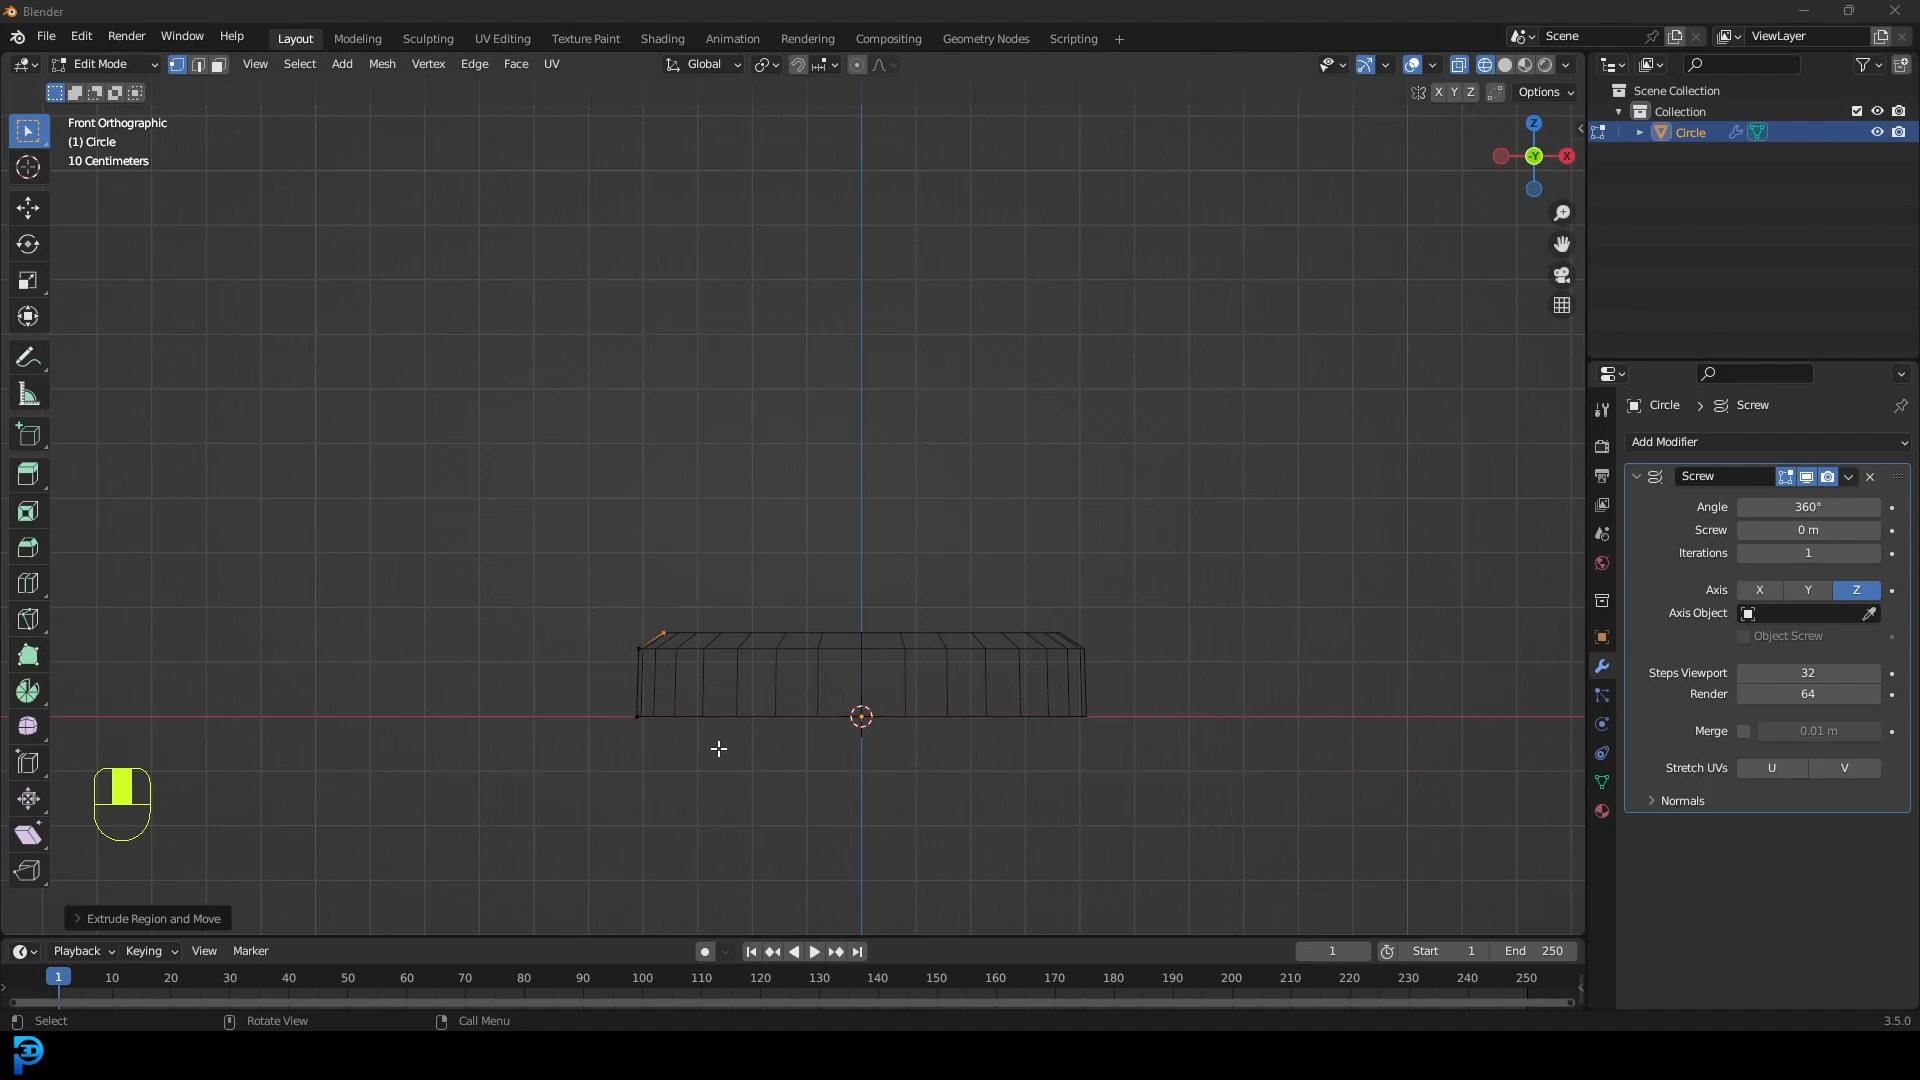 Blender
File Edit Render Window Help Layout Modeling Sculpting UV Editing Texture Paint Shading Animation Rendering Compositing Geometry Nodes Scripting + Scene ViewLayer
Edit Mode View Select Add Mesh Vertex Edge Face UV Global
X Y Z Options
Front Orthographic
(1) Circle
10 Centimeters
Z
-Y X
Scene Collection
Collection
Circle
Circle > Screw
Add Modifier
Screw
Angle 360°
Screw 0 m
Iterations 1
Axis X Y Z
Axis Object
Object Screw
Steps Viewport 32
Render 64
Merge 0.01 m
Stretch UVs U V
Normals
Extrude Region and Move
Playback Keying View Marker 1 Start 1 End 250
1 10 20 30 40 50 60 70 80 90 100 110 120 130 140 150 160 170 180 190 200 210 220 230 240 250
Select Rotate View Call Menu 3.5.0
3D